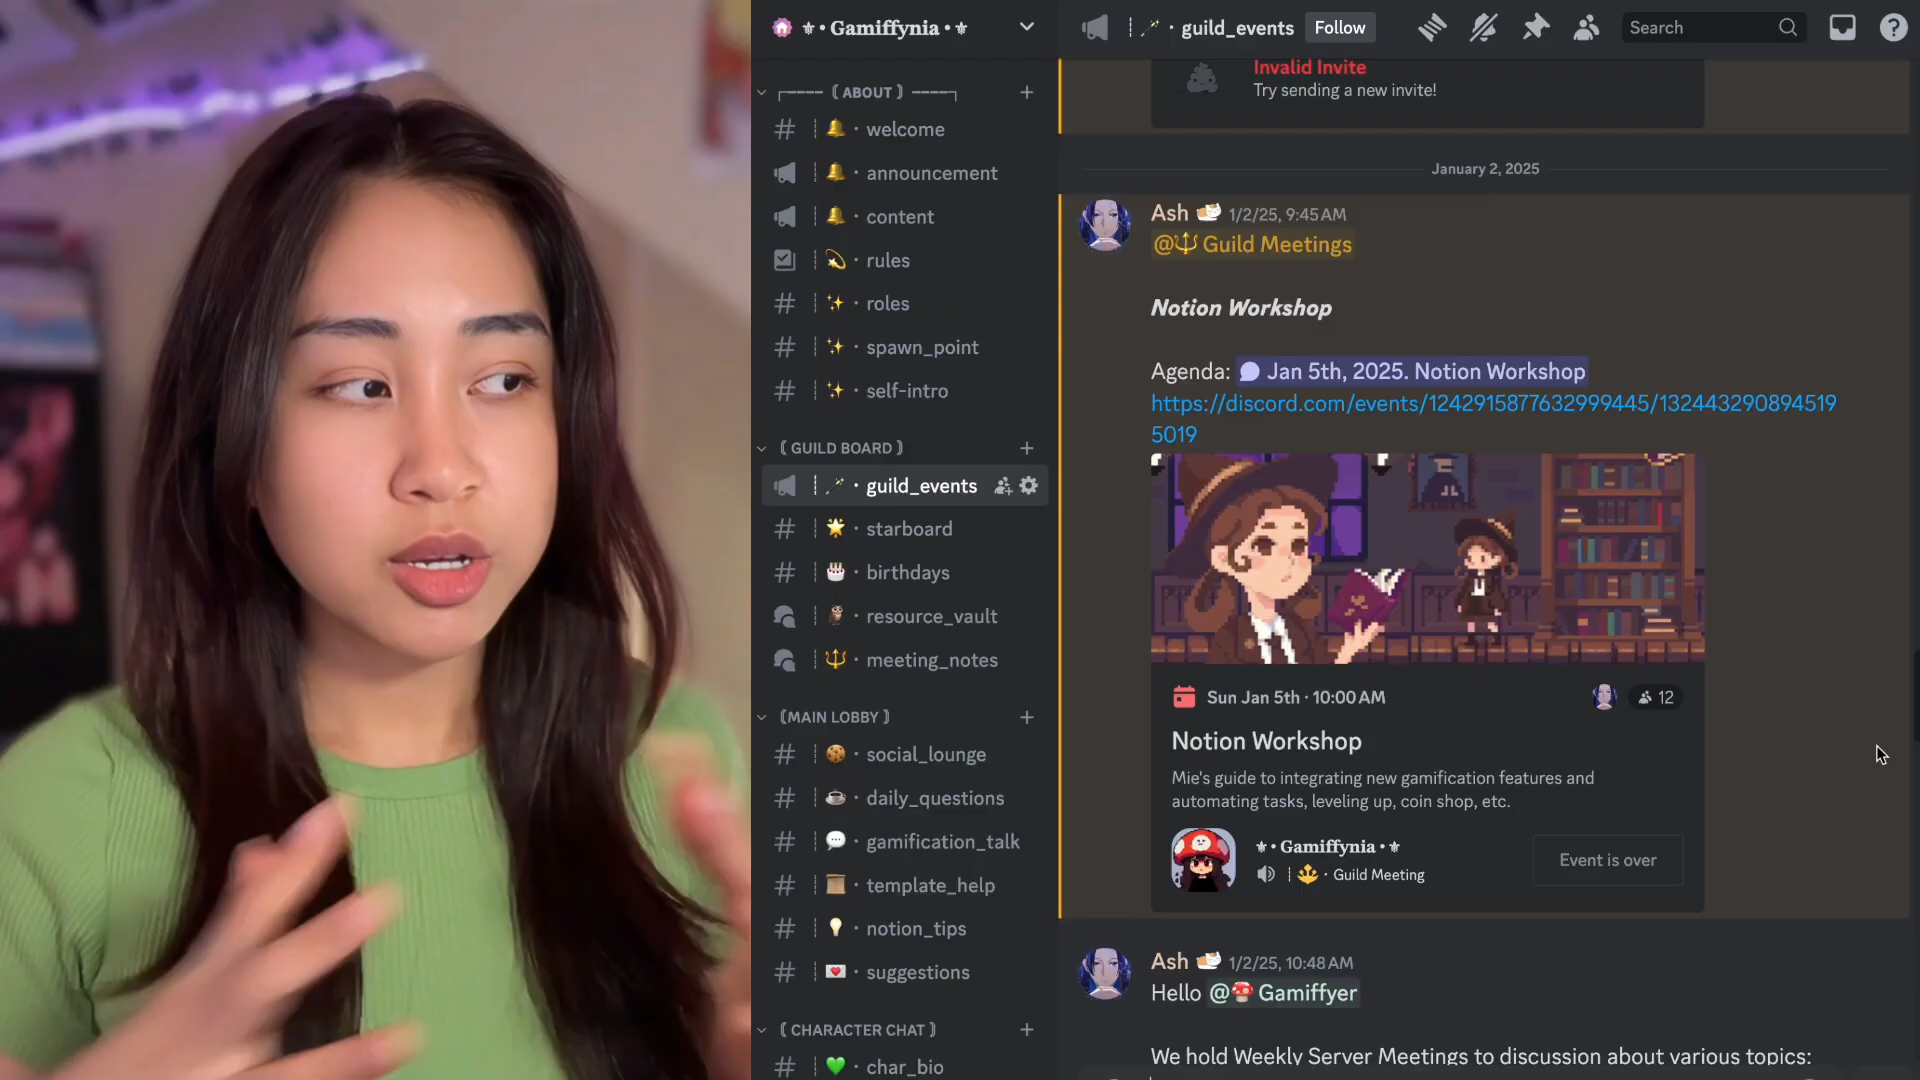 ⚜ • Gamiffynia • ⚜
ABOUT
welcome
announcement
content
rules
roles
spawn_point
self-intro
GUILD BOARD
guild_events
starboard
birthdays
resource_vault
meeting_notes
MAIN LOBBY
social_lounge
daily_questions
gamification_talk
template_help
notion_tips
suggestions
CHARACTER CHAT
char_bio
guild_events
Follow
Search
Invalid Invite
Try sending a new invite!
January 2, 2025
Ash 1/2/25, 9:45 AM
@🔱 Guild Meetings
Notion Workshop
Agenda: Jan 5th, 2025. Notion Workshop
https://discord.com/events/1242915877632999445/132443290894519
5019
Sun Jan 5th · 10:00 AM
12
Notion Workshop
Mie's guide to integrating new gamification features and
automating tasks, leveling up, coin shop, etc.
⚜ • Gamiffynia • ⚜
Guild Meeting
Event is over
Ash 1/2/25, 10:48 AM
Hello @🍄 Gamiffyer
We hold Weekly Server Meetings to discussion about various topics: